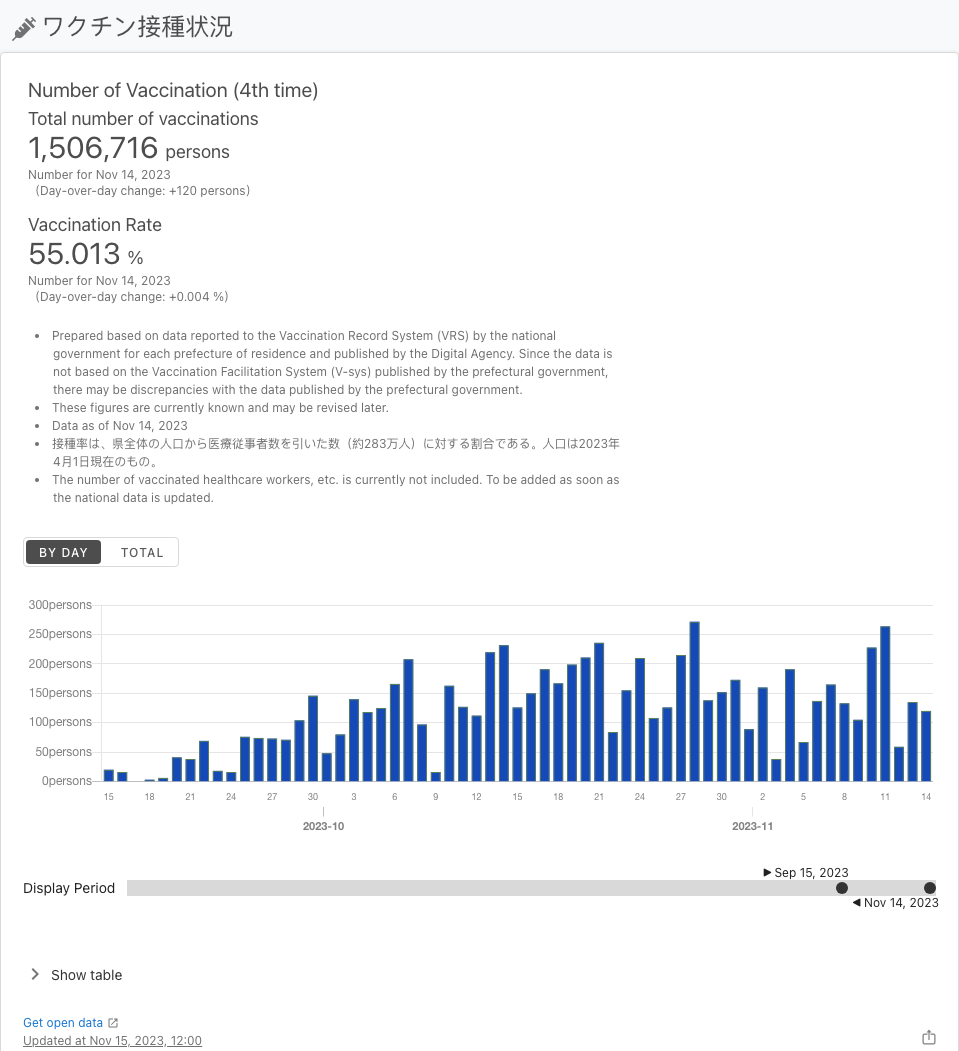 ワクチン接種状況
Number of Vaccination (4th time)
Total number of vaccinations
1,506,716 persons
Number for Nov 14, 2023
(Day-over-day change: +120 persons)
Vaccination Rate
55.013 %
Number for Nov 14, 2023
(Day-over-day change: +0.004 %)
• Prepared based on data reported to the Vaccination Record System (VRS) by the national
government for each prefecture of residence and published by the Digital Agency. Since the data is
not based on the Vaccination Facilitation System (V-sys) published by the prefectural government,
there may be discrepancies with the data published by the prefectural government.
• These figures are currently known and may be revised later.
• Data as of Nov 14, 2023
• 接種率は、県全体の人口から医療従事者数を引いた数（約283万人）に対する割合である。人口は2023年
4月1日現在のもの。
• The number of vaccinated healthcare workers, etc. is currently not included. To be added as soon as
the national data is updated.
BY DAY TOTAL
300persons
250persons
200persons
150persons
100persons
50persons
0persons
15 18 21 24 27 30 3 6 9 12 15 18 21 24 27 30 2 5 8 11 14
2023-10 2023-11
Sep 15, 2023
Display Period
Nov 14, 2023
Show table
Get open data
Updated at Nov 15, 2023, 12:00